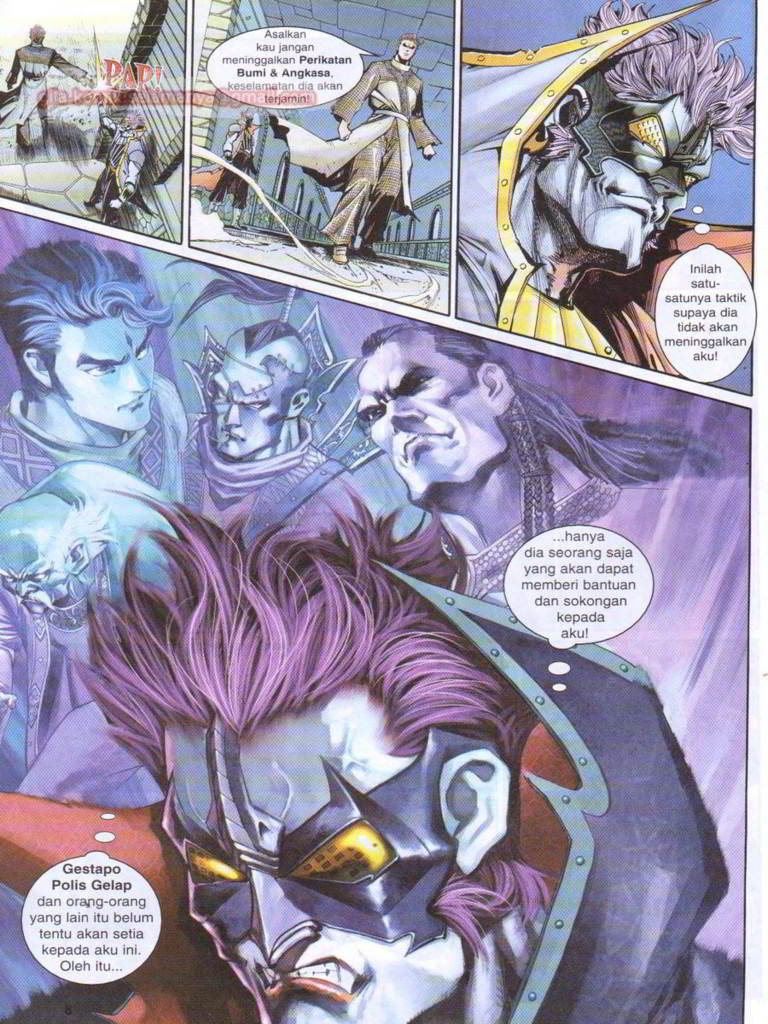 PAP!
Asalkan
kau jangan
meninggalkan Perikatan
Bumi & Angkasa,
keselamatan dia akan
terjamin!
Inilah
satu-
satunya taktik
supaya dia
tidak akan
meninggalkan
aku!
Gestapo
Polis Gelap
dan orang-orang
yang lain itu belum
tentu akan setia
kepada aku ini.
Oleh itu...
...hanya
dia seorang saja
yang akan dapat
memberi bantuan
dan sokongan
kepada
aku!
8